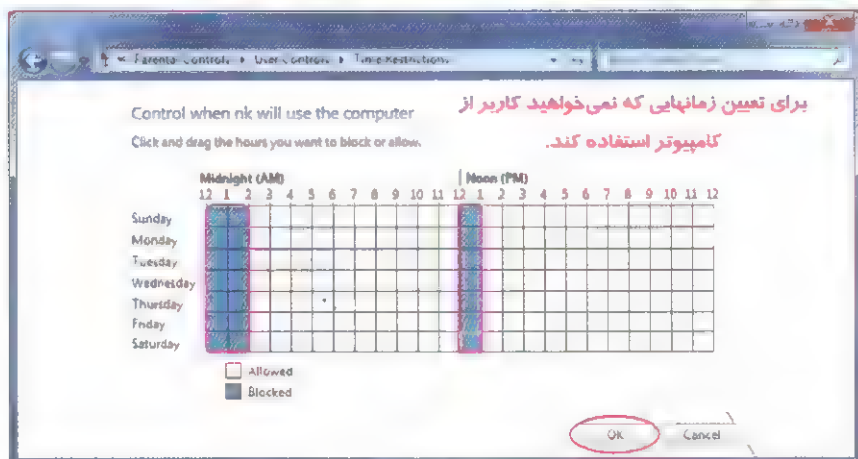 Parental Controls ▸ User Controls ▸ Time Restrictions
برای تعیین زمانهایی که نمی‌خواهید کاربر از
کامپیوتر استفاده کند.
Control when nk will use the computer
Click and drag the hours you want to block or allow.
Midnight (AM) Noon (PM)
12 1 2 3 4 5 6 7 8 9 10 11 12 1 2 3 4 5 6 7 8 9 10 11 12
Sunday
Monday
Tuesday
Wednesday
Thursday
Friday
Saturday
Allowed
Blocked
OK Cancel